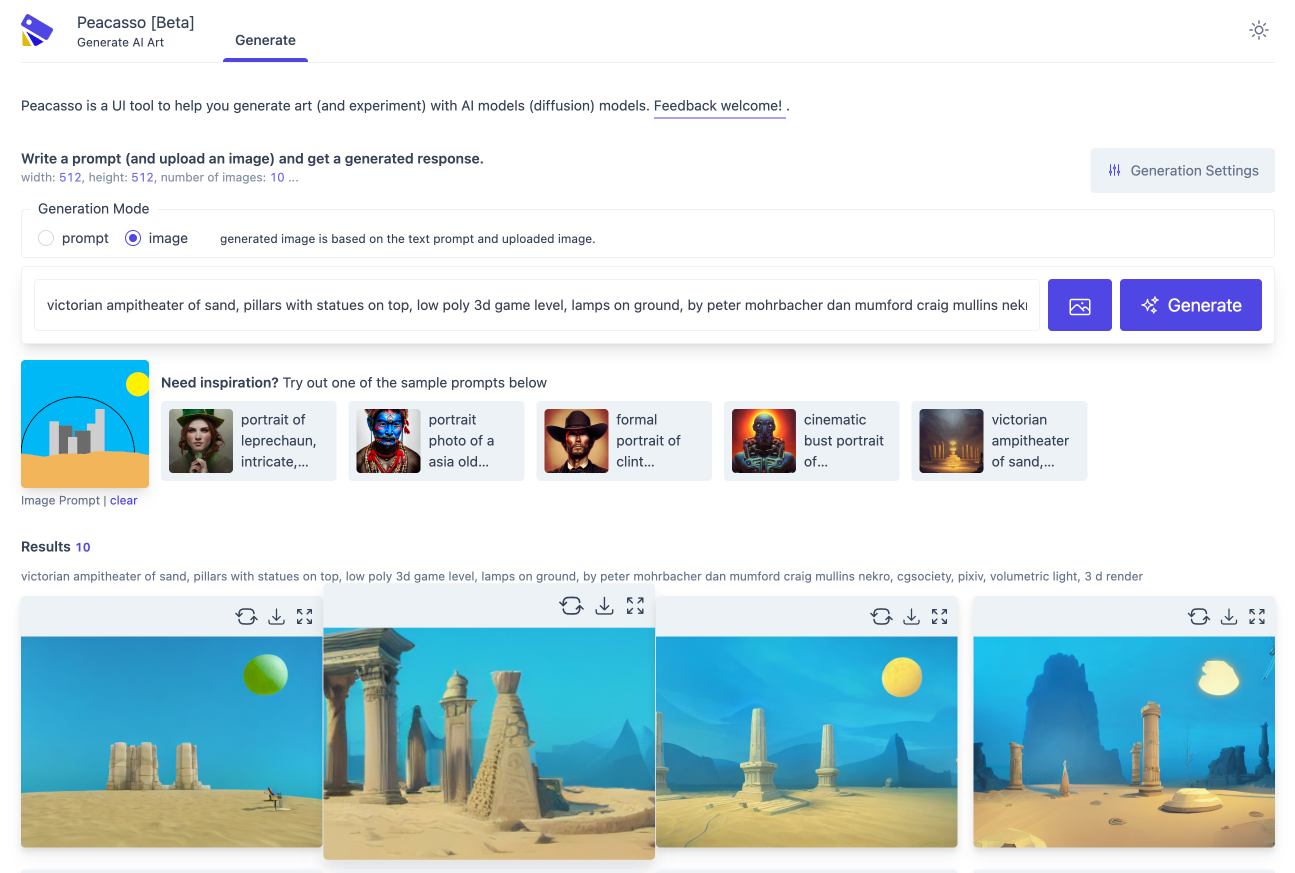 Peacasso [Beta]
Generate AI Art
Generate
Peacasso is a UI tool to help you generate art (and experiment) with AI models (diffusion) models. Feedback welcome! .
Write a prompt (and upload an image) and get a generated response.
width: 512, height: 512, number of images: 10 ...
Generation Settings
Generation Mode
prompt
image
generated image is based on the text prompt and uploaded image.
victorian ampitheater of sand, pillars with statues on top, low poly 3d game level, lamps on ground, by peter mohrbacher dan mumford craig mullins nekr
Generate
Need inspiration? Try out one of the sample prompts below
portrait of
leprechaun,
intricate,...
portrait
photo of a
asia old...
formal
portrait of
clint...
cinematic
bust portrait
of...
victorian
ampitheater
of sand,...
Image Prompt | clear
Results 10
victorian ampitheater of sand, pillars with statues on top, low poly 3d game level, lamps on ground, by peter mohrbacher dan mumford craig mullins nekro, cgsociety, pixiv, volumetric light, 3 d render